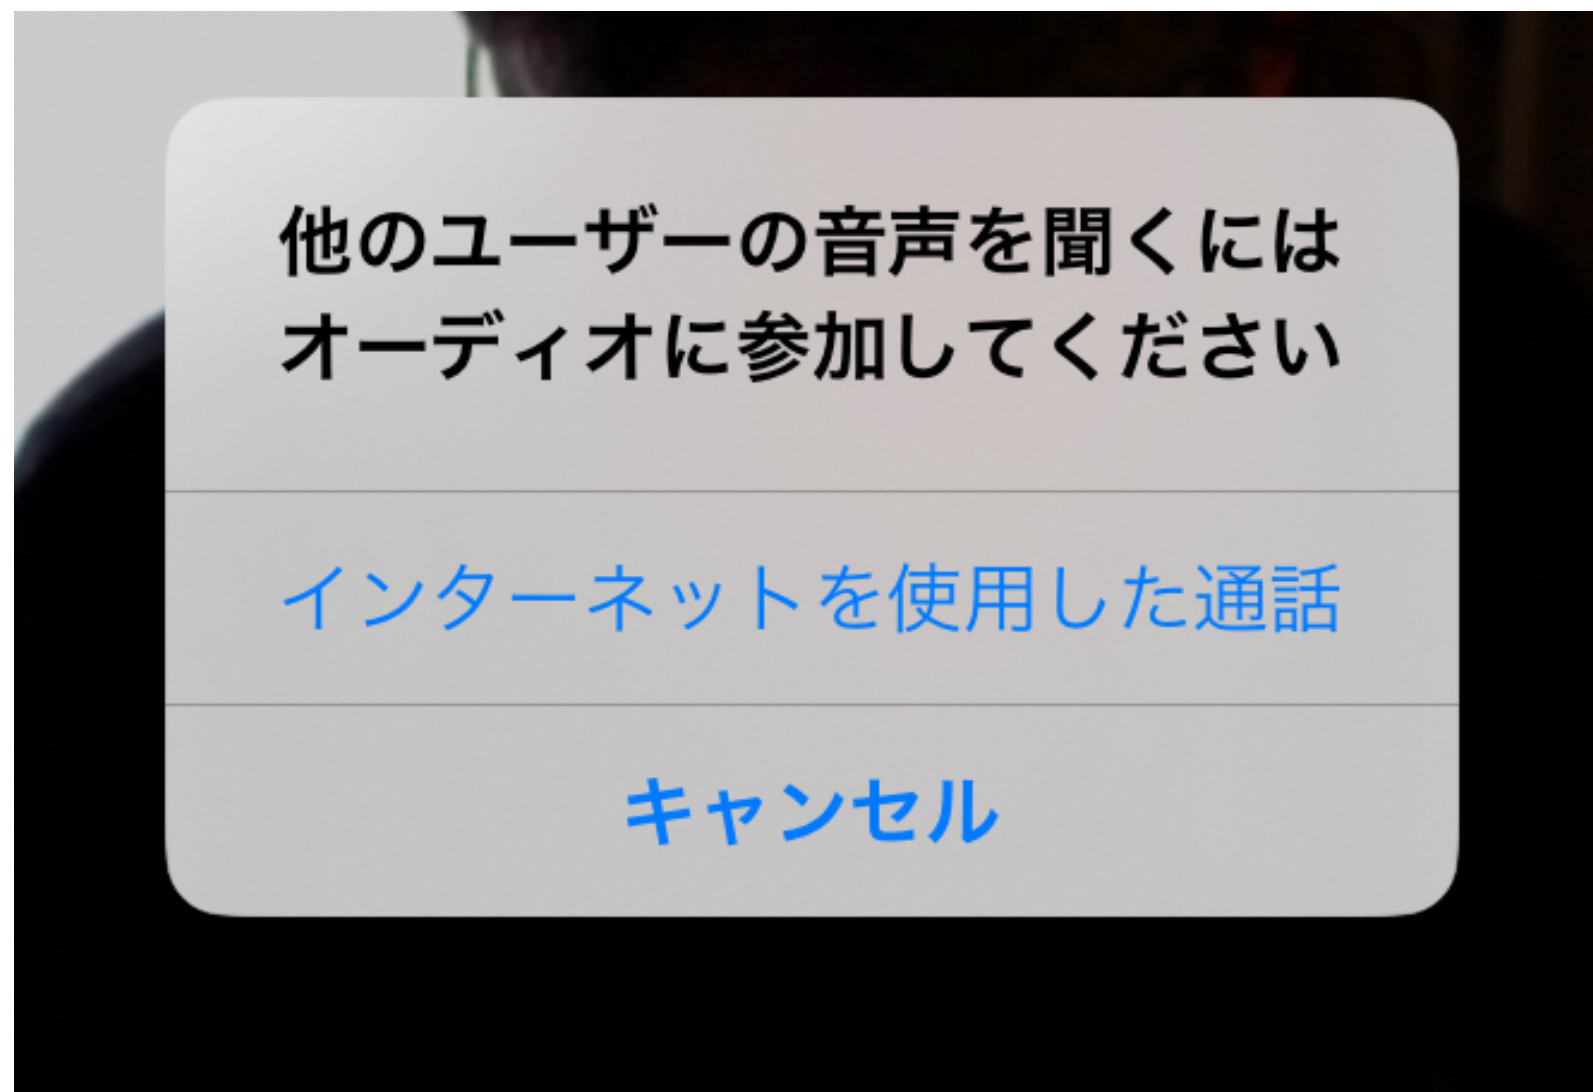 他のユーザーの音声を聞くには
オーディオに参加してください
インターネットを使用した通話
キャンセル